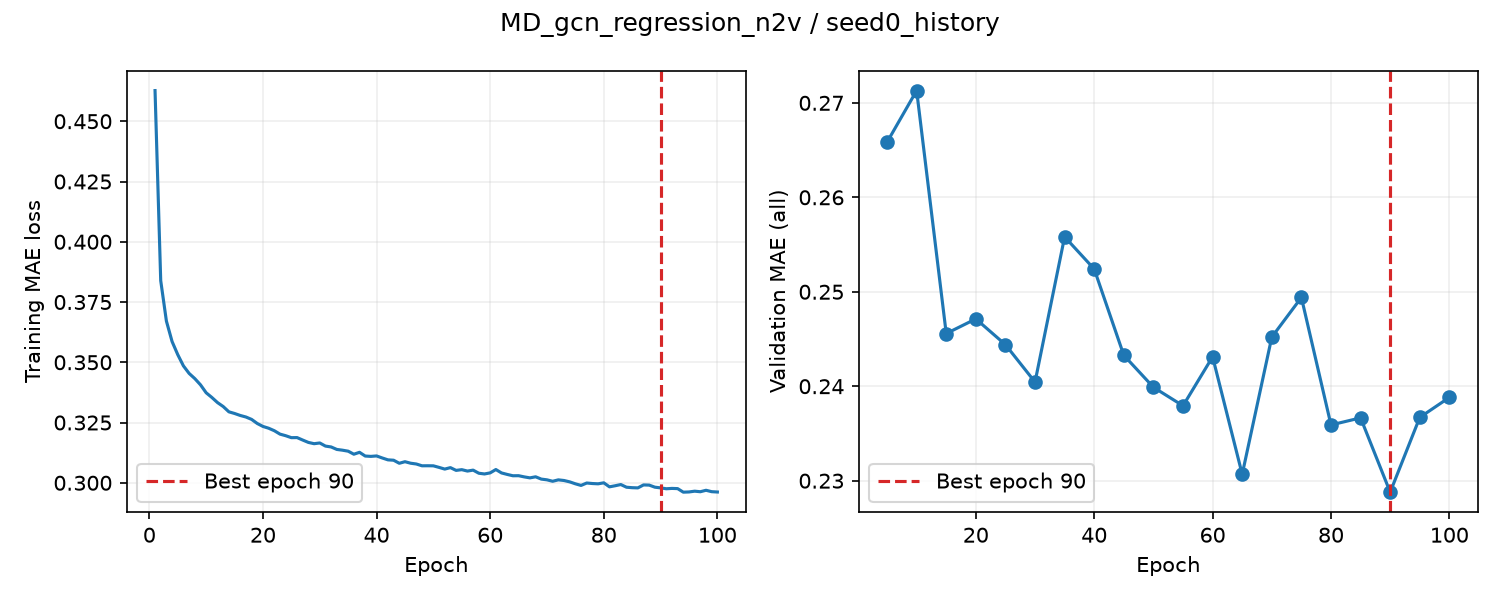 MD_gcn_regression_n2v / seed0_history
Training MAE loss
0.450
0.425
0.400
0.375
0.350
0.325
0.300
Best epoch 90
0 20 40 60 80 100
Epoch
Validation MAE (all)
0.27
0.26
0.25
0.24
0.23
Best epoch 90
20 40 60 80 100
Epoch